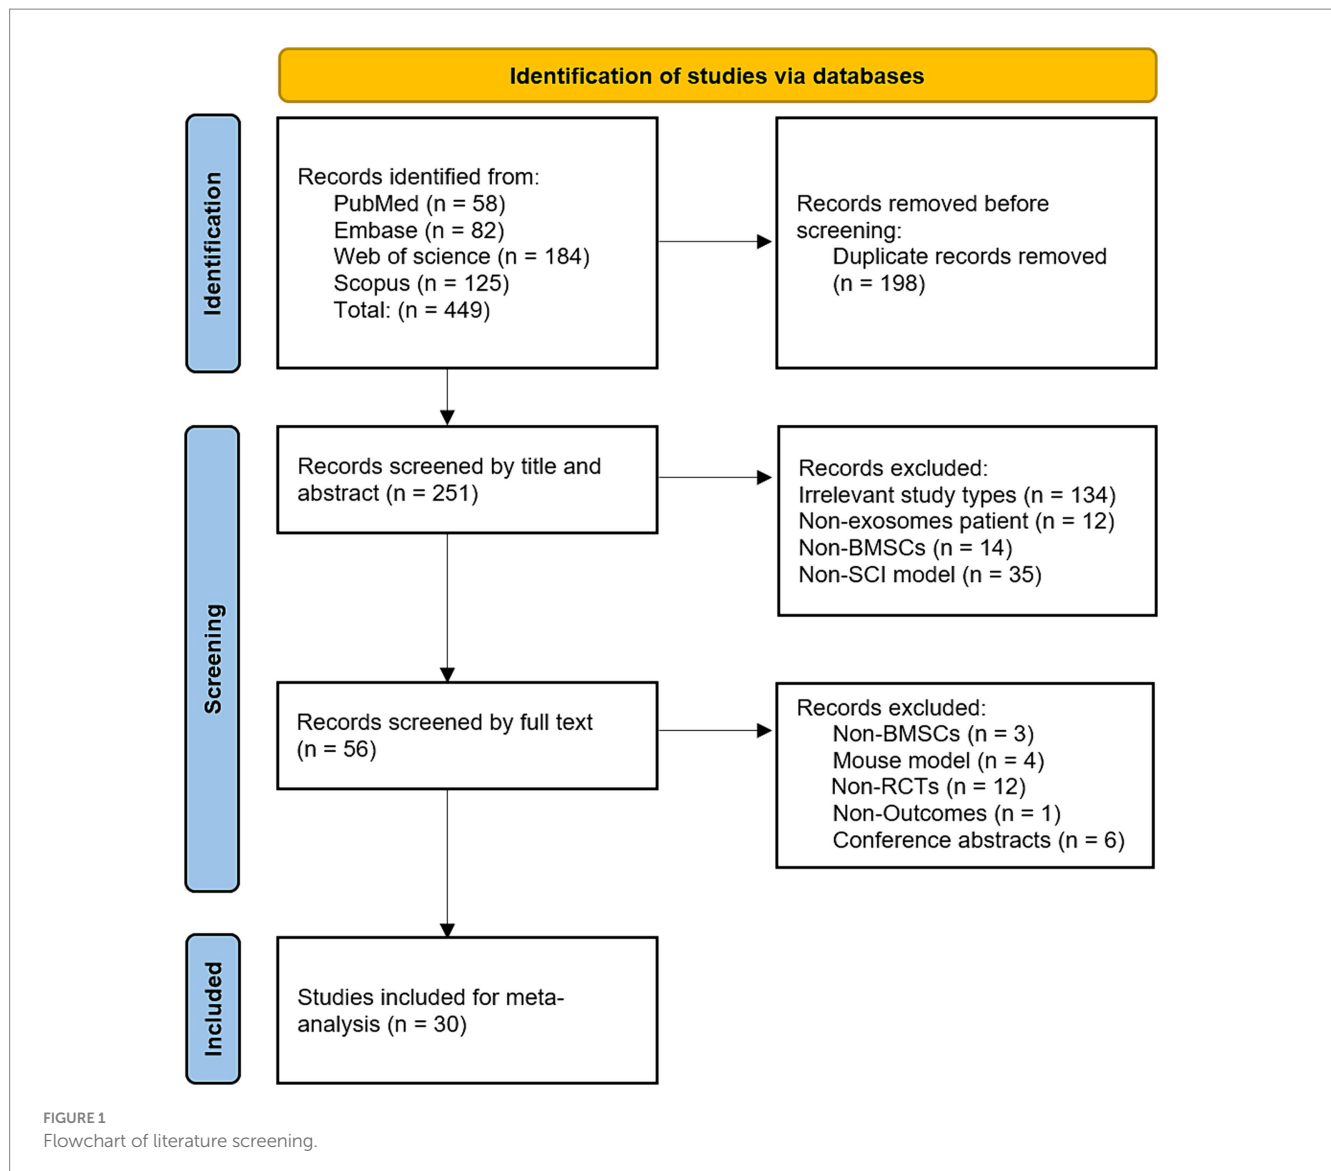 Identification of studies via databases
Identification
Records identified from:
PubMed (n = 58)
Embase (n = 82)
Web of science (n = 184)
Scopus (n = 125)
Total: (n = 449)
Records removed before
screening:
Duplicate records removed
(n = 198)
Screening
Records screened by title and
abstract (n = 251)
Records excluded:
Irrelevant study types (n = 134)
Non-exosomes patient (n = 12)
Non-BMSCs (n = 14)
Non-SCI model (n = 35)
Records screened by full text
(n = 56)
Records excluded:
Non-BMSCs (n = 3)
Mouse model (n = 4)
Non-RCTs (n = 12)
Non-Outcomes (n = 1)
Conference abstracts (n = 6)
Included
Studies included for meta-
analysis (n = 30)
FIGURE 1
Flowchart of literature screening.